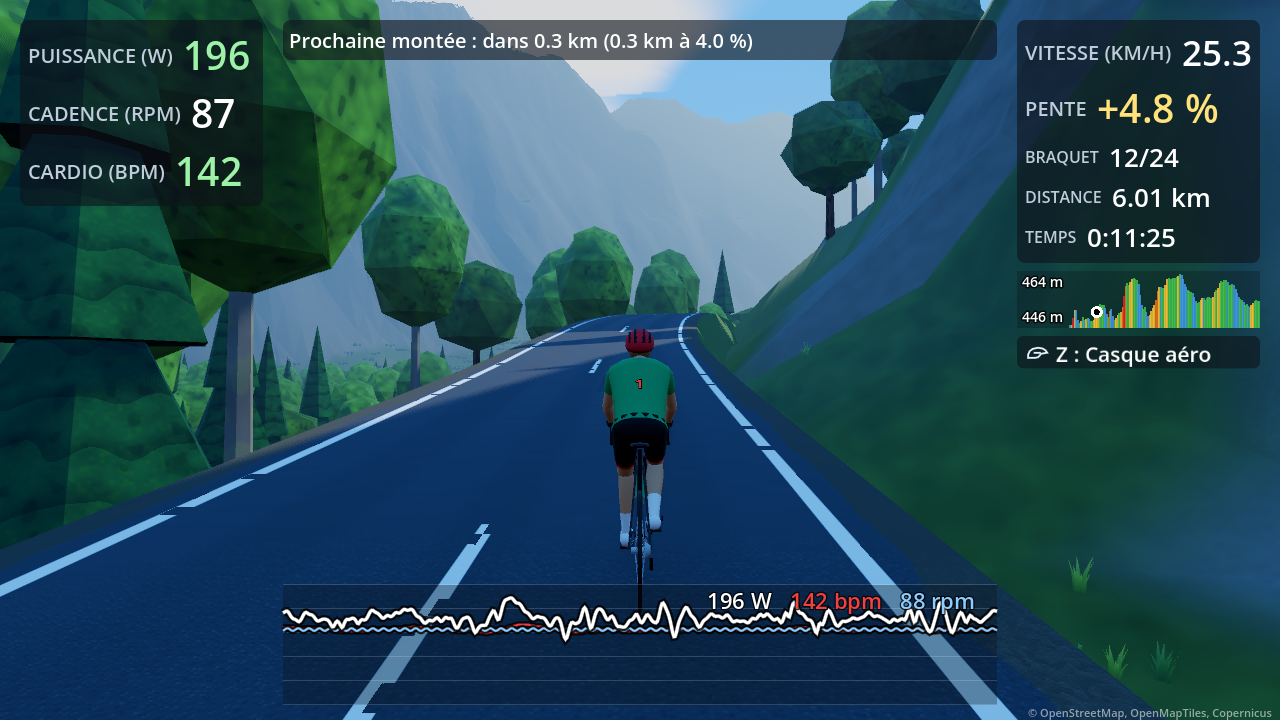 PUISSANCE (W) 196
CADENCE (RPM) 87
CARDIO (BPM) 142
Prochaine montée : dans 0.3 km (0.3 km à 4.0 %)
VITESSE (KM/H) 25.3
PENTE +4.8 %
BRAQUET 12/24
DISTANCE 6.01 km
TEMPS 0:11:25
464 m
446 m
Z : Casque aéro
1
196 W 142 bpm 88 rpm
© OpenStreetMap, OpenMapTiles, Copernicus